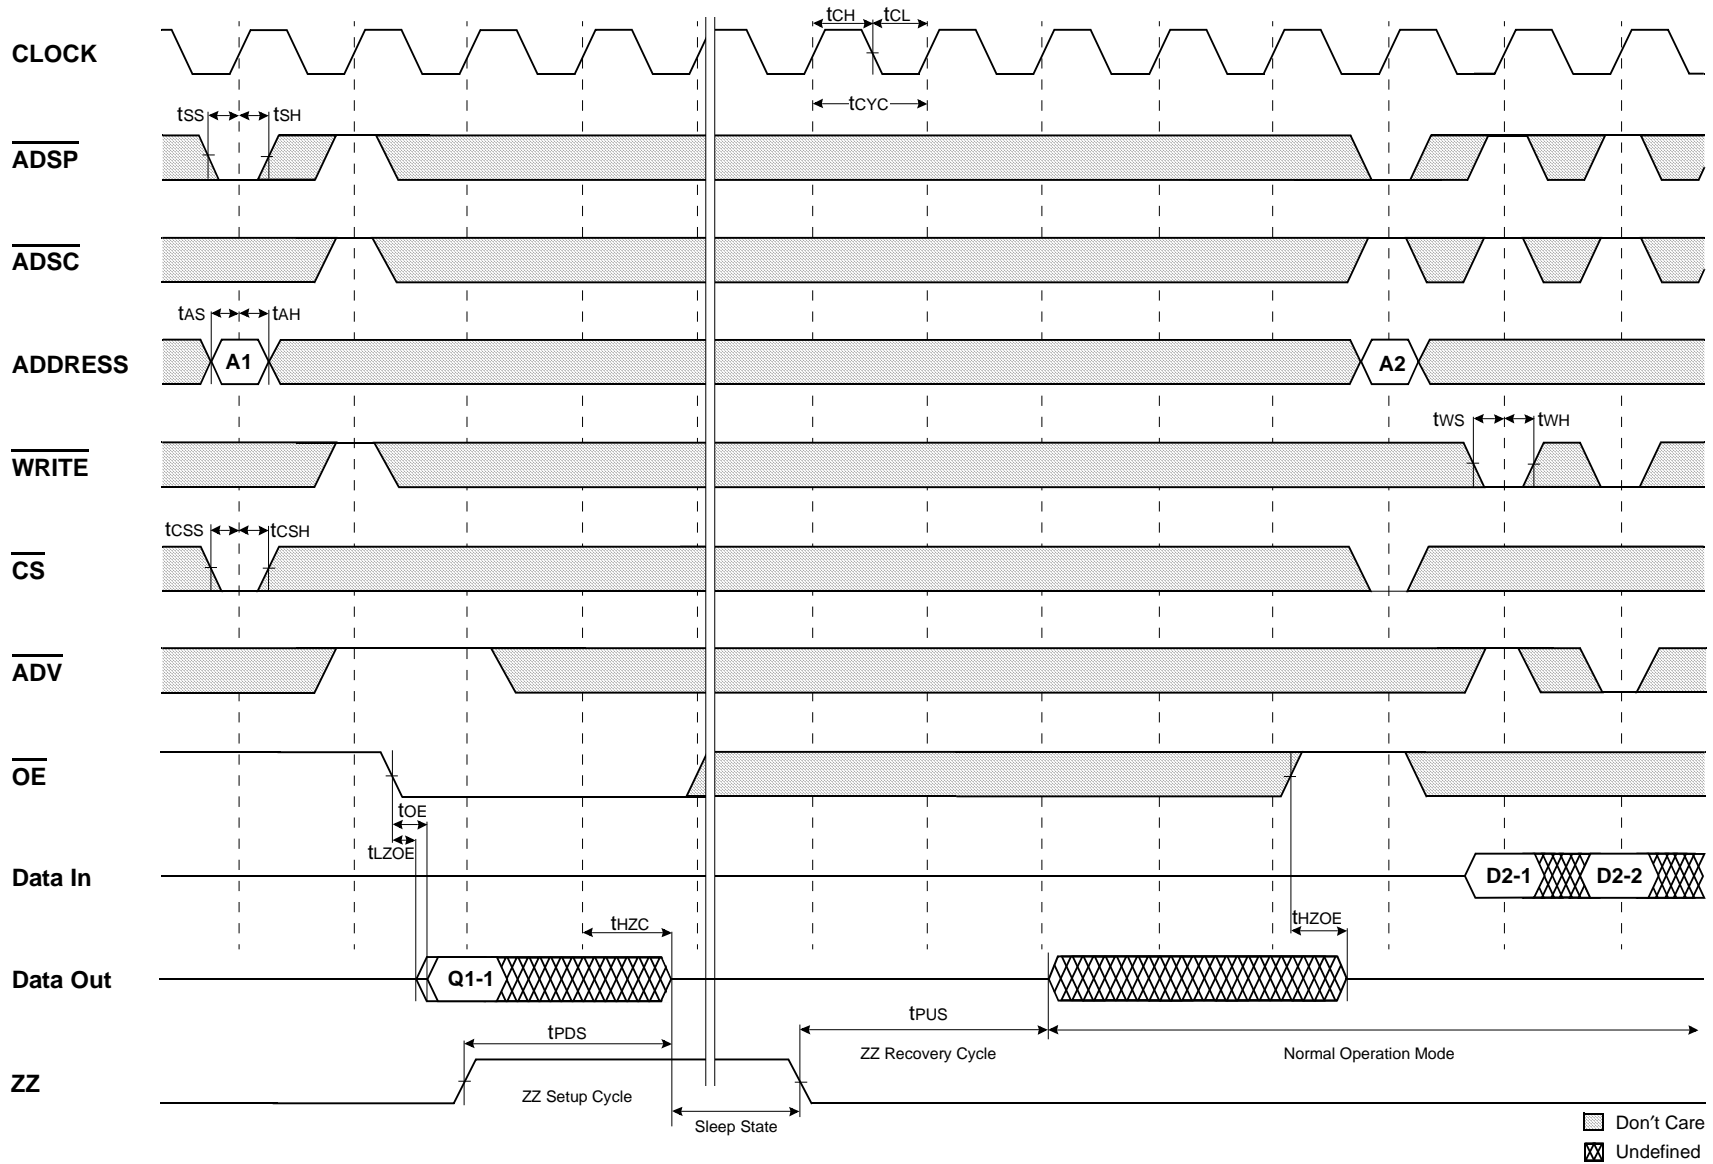 tCH tCL
CLOCK
tCYC
tSS tSH
ADSP
ADSC
tAS tAH
ADDRESS A1 A2
tWS tWH
WRITE
tCSS tCSH
CS
ADV
OE
tOE
tLZOE
Data In D2-1 D2-2
tHZC tHZOE
Data Out Q1-1
tPDS tPUS
ZZ Recovery Cycle Normal Operation Mode
ZZ ZZ Setup Cycle
Sleep State
Don′t Care
Undefined